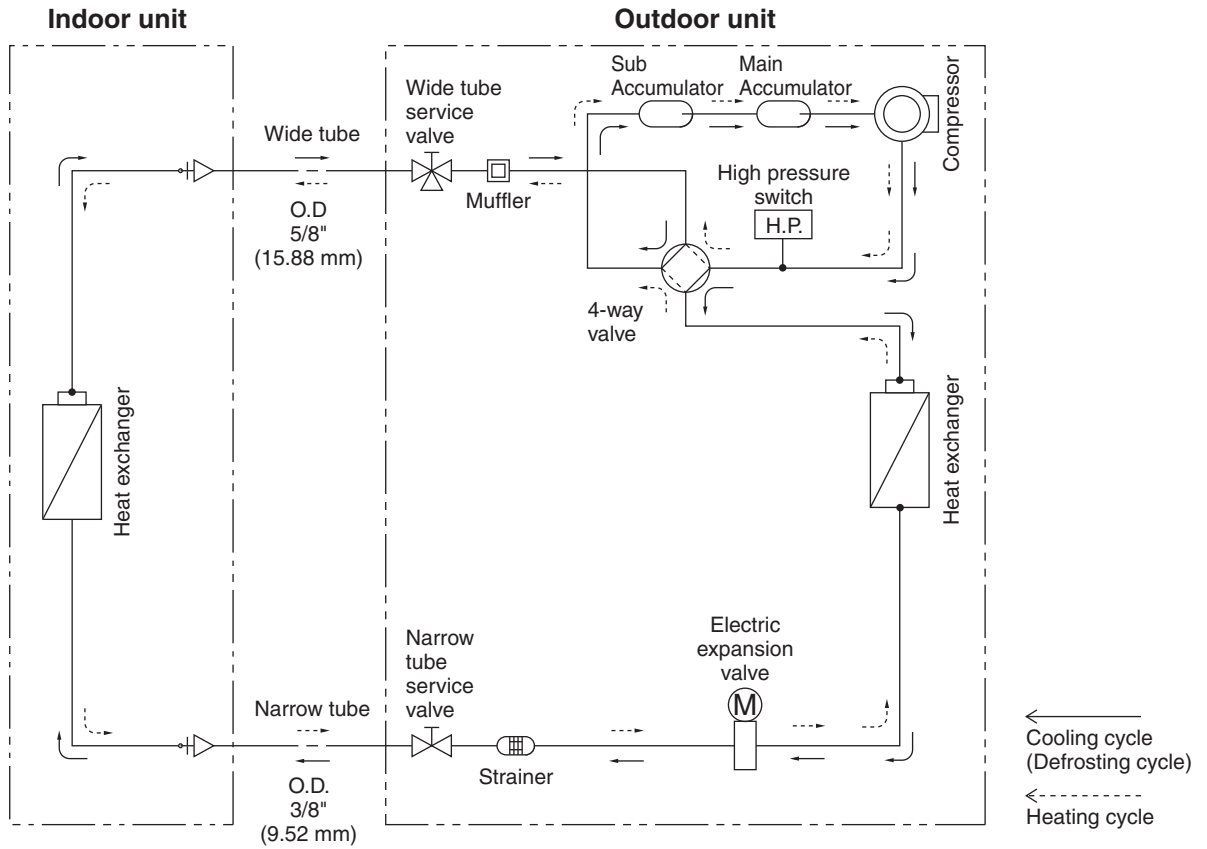 Indoor unit
Outdoor unit
Sub
Accumulator
Main
Accumulator
Compressor
Wide tube
service
valve
Wide tube
Muffler
High pressure
switch
H.P.
O.D
5/8"
(15.88 mm)
4-way
valve
Heat exchanger
Heat exchanger
Narrow
tube
service
valve
Electric
expansion
valve
M
Narrow tube
Strainer
O.D.
3/8"
(9.52 mm)
Cooling cycle
(Defrosting cycle)
Heating cycle